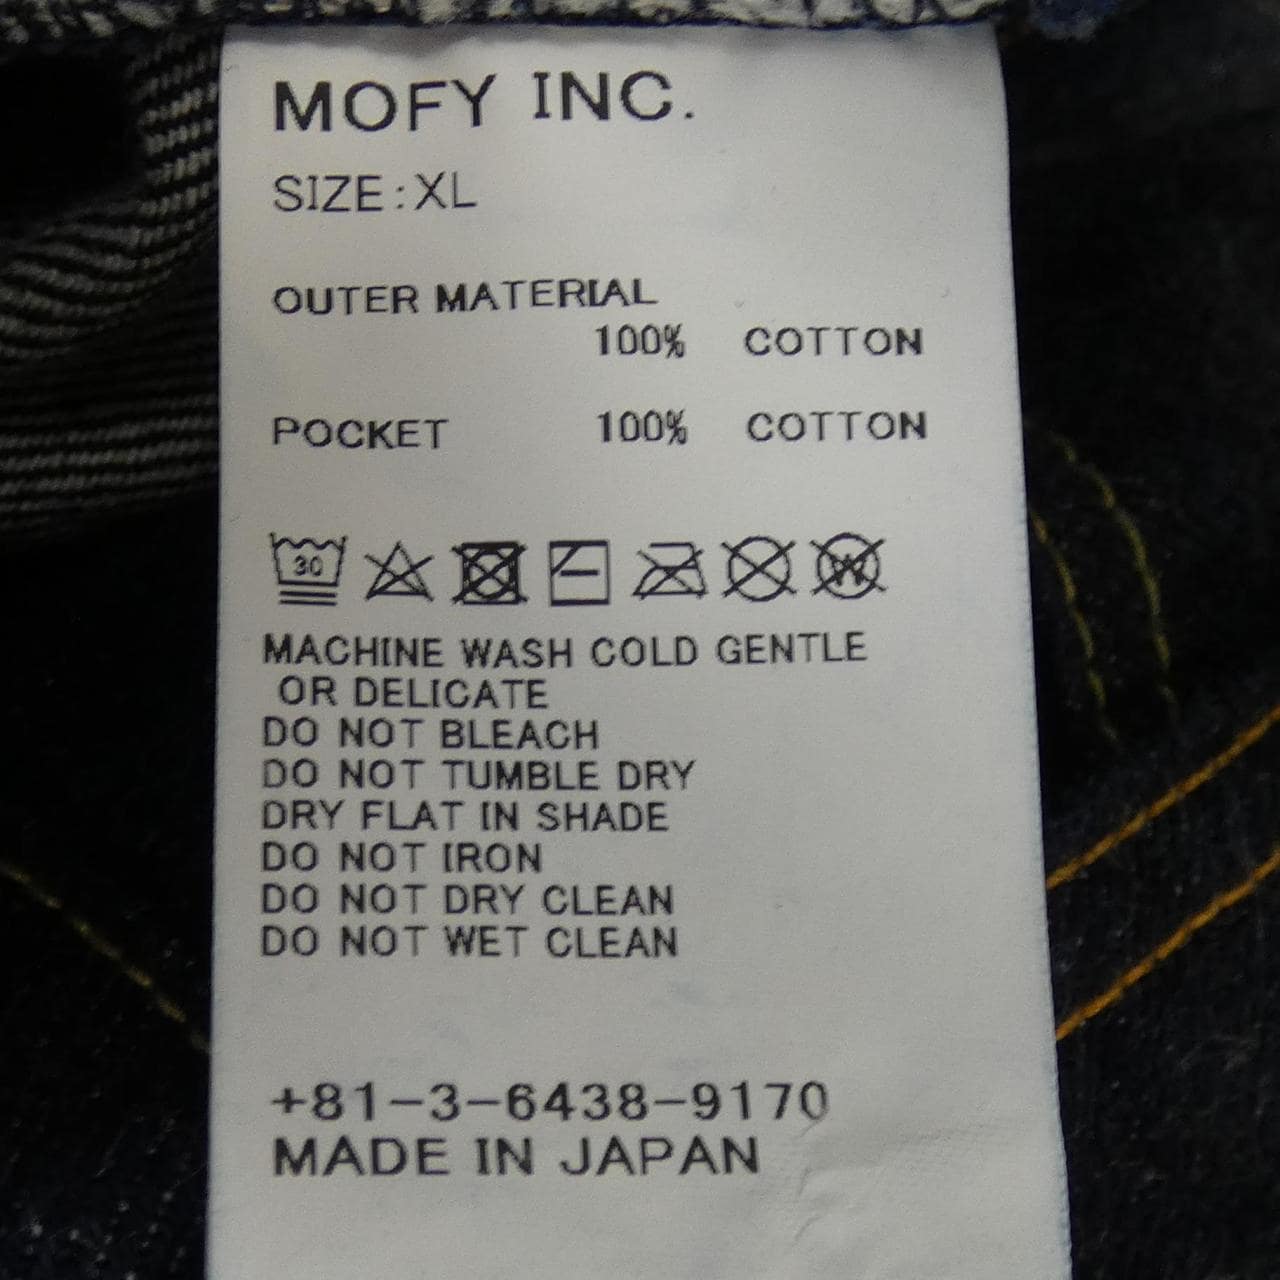 MOFY INC.
SIZE:XL
OUTER MATERIAL
100% COTTON
POCKET 100% COTTON
30
W
MACHINE WASH COLD GENTLE
OR DELICATE
DO NOT BLEACH
DO NOT TUMBLE DRY
DRY FLAT IN SHADE
DO NOT IRON
DO NOT DRY CLEAN
DO NOT WET CLEAN
+81-3-6438-9170
MADE IN JAPAN